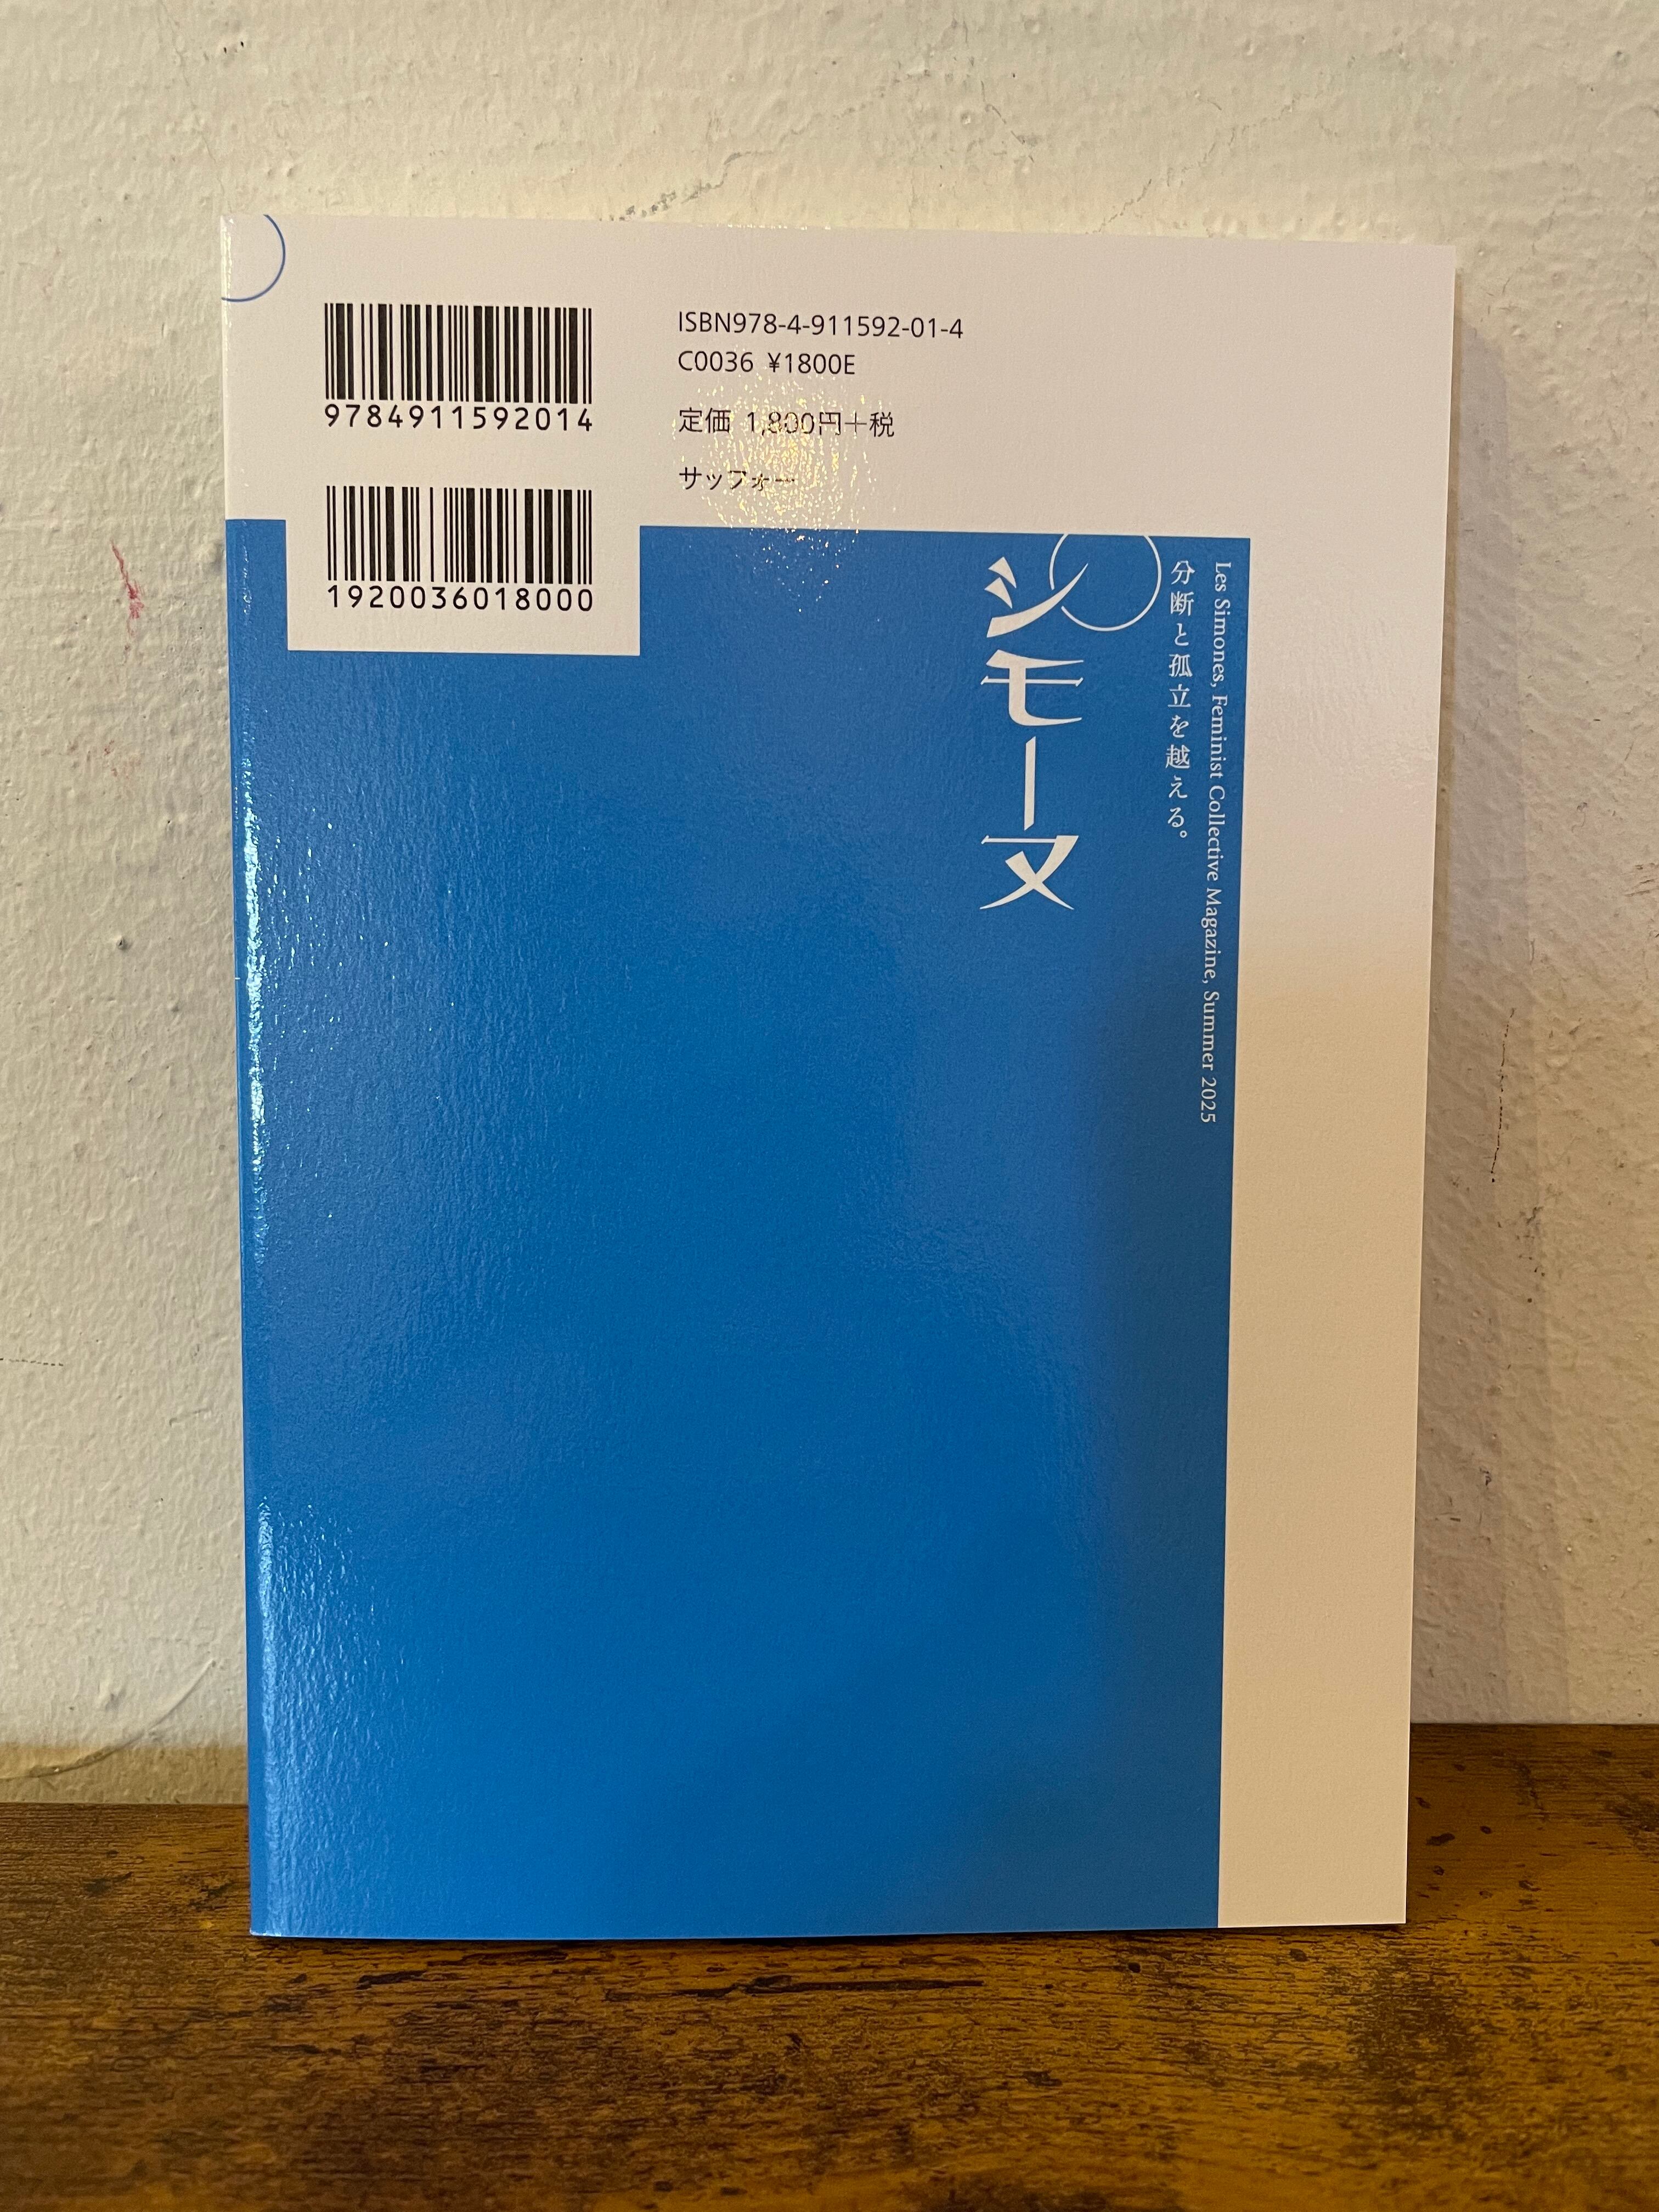 9784911592014
1920036018000
ISBN978-4-911592-01-4
C0036 ¥1800E
定価 1,800円+税
サッフォー
Les Simones, Feminist Collective Magazine, Summer 2025
分断と孤立を越える。
シモーヌ